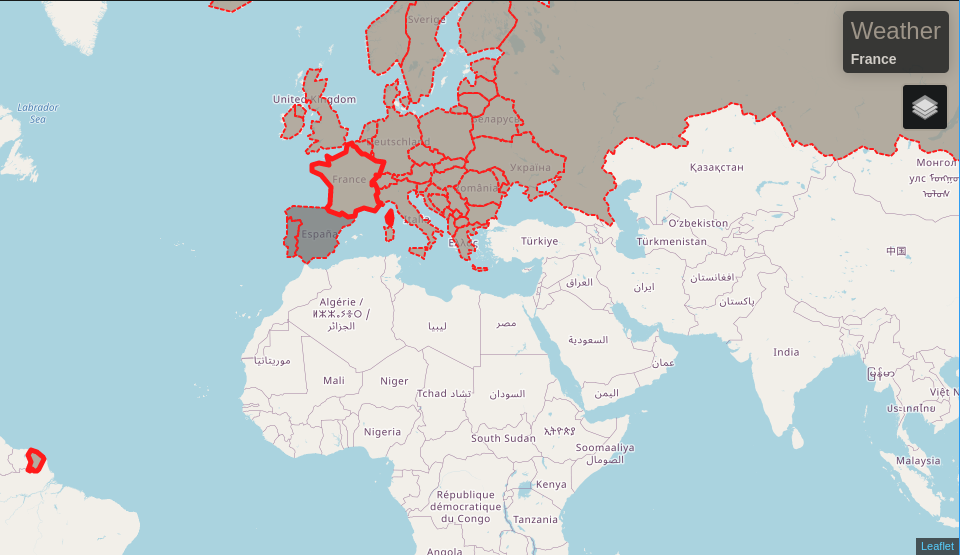 Sverige
Weather
France
Labrador
Sea
United Kingdom
Беларусь
Deutschland
Україна
Қазақстан
Монгол
улс
France
România
España
Italia
Ελλάς
Türkiye
Oʻzbekiston
Türkmenistan
中国
افغانستان
ایران
العراق
پاکستان
Algérie /
ⵍⵣⵣⴰⵢⴻⵔ /
الجزائر
ليبيا
مصر
السعودية
India
عمان
موريتانيا
Mali
Niger
Tchad تشاد
السودان
اليمن
Việt N
ประเทศไทย
Nigeria
South Sudan
ኢትዮጵያ
Soomaaliya
الصومال
Malaysia
Kenya
République
démocratique
du Congo
Tanzania
Angola
Leaflet